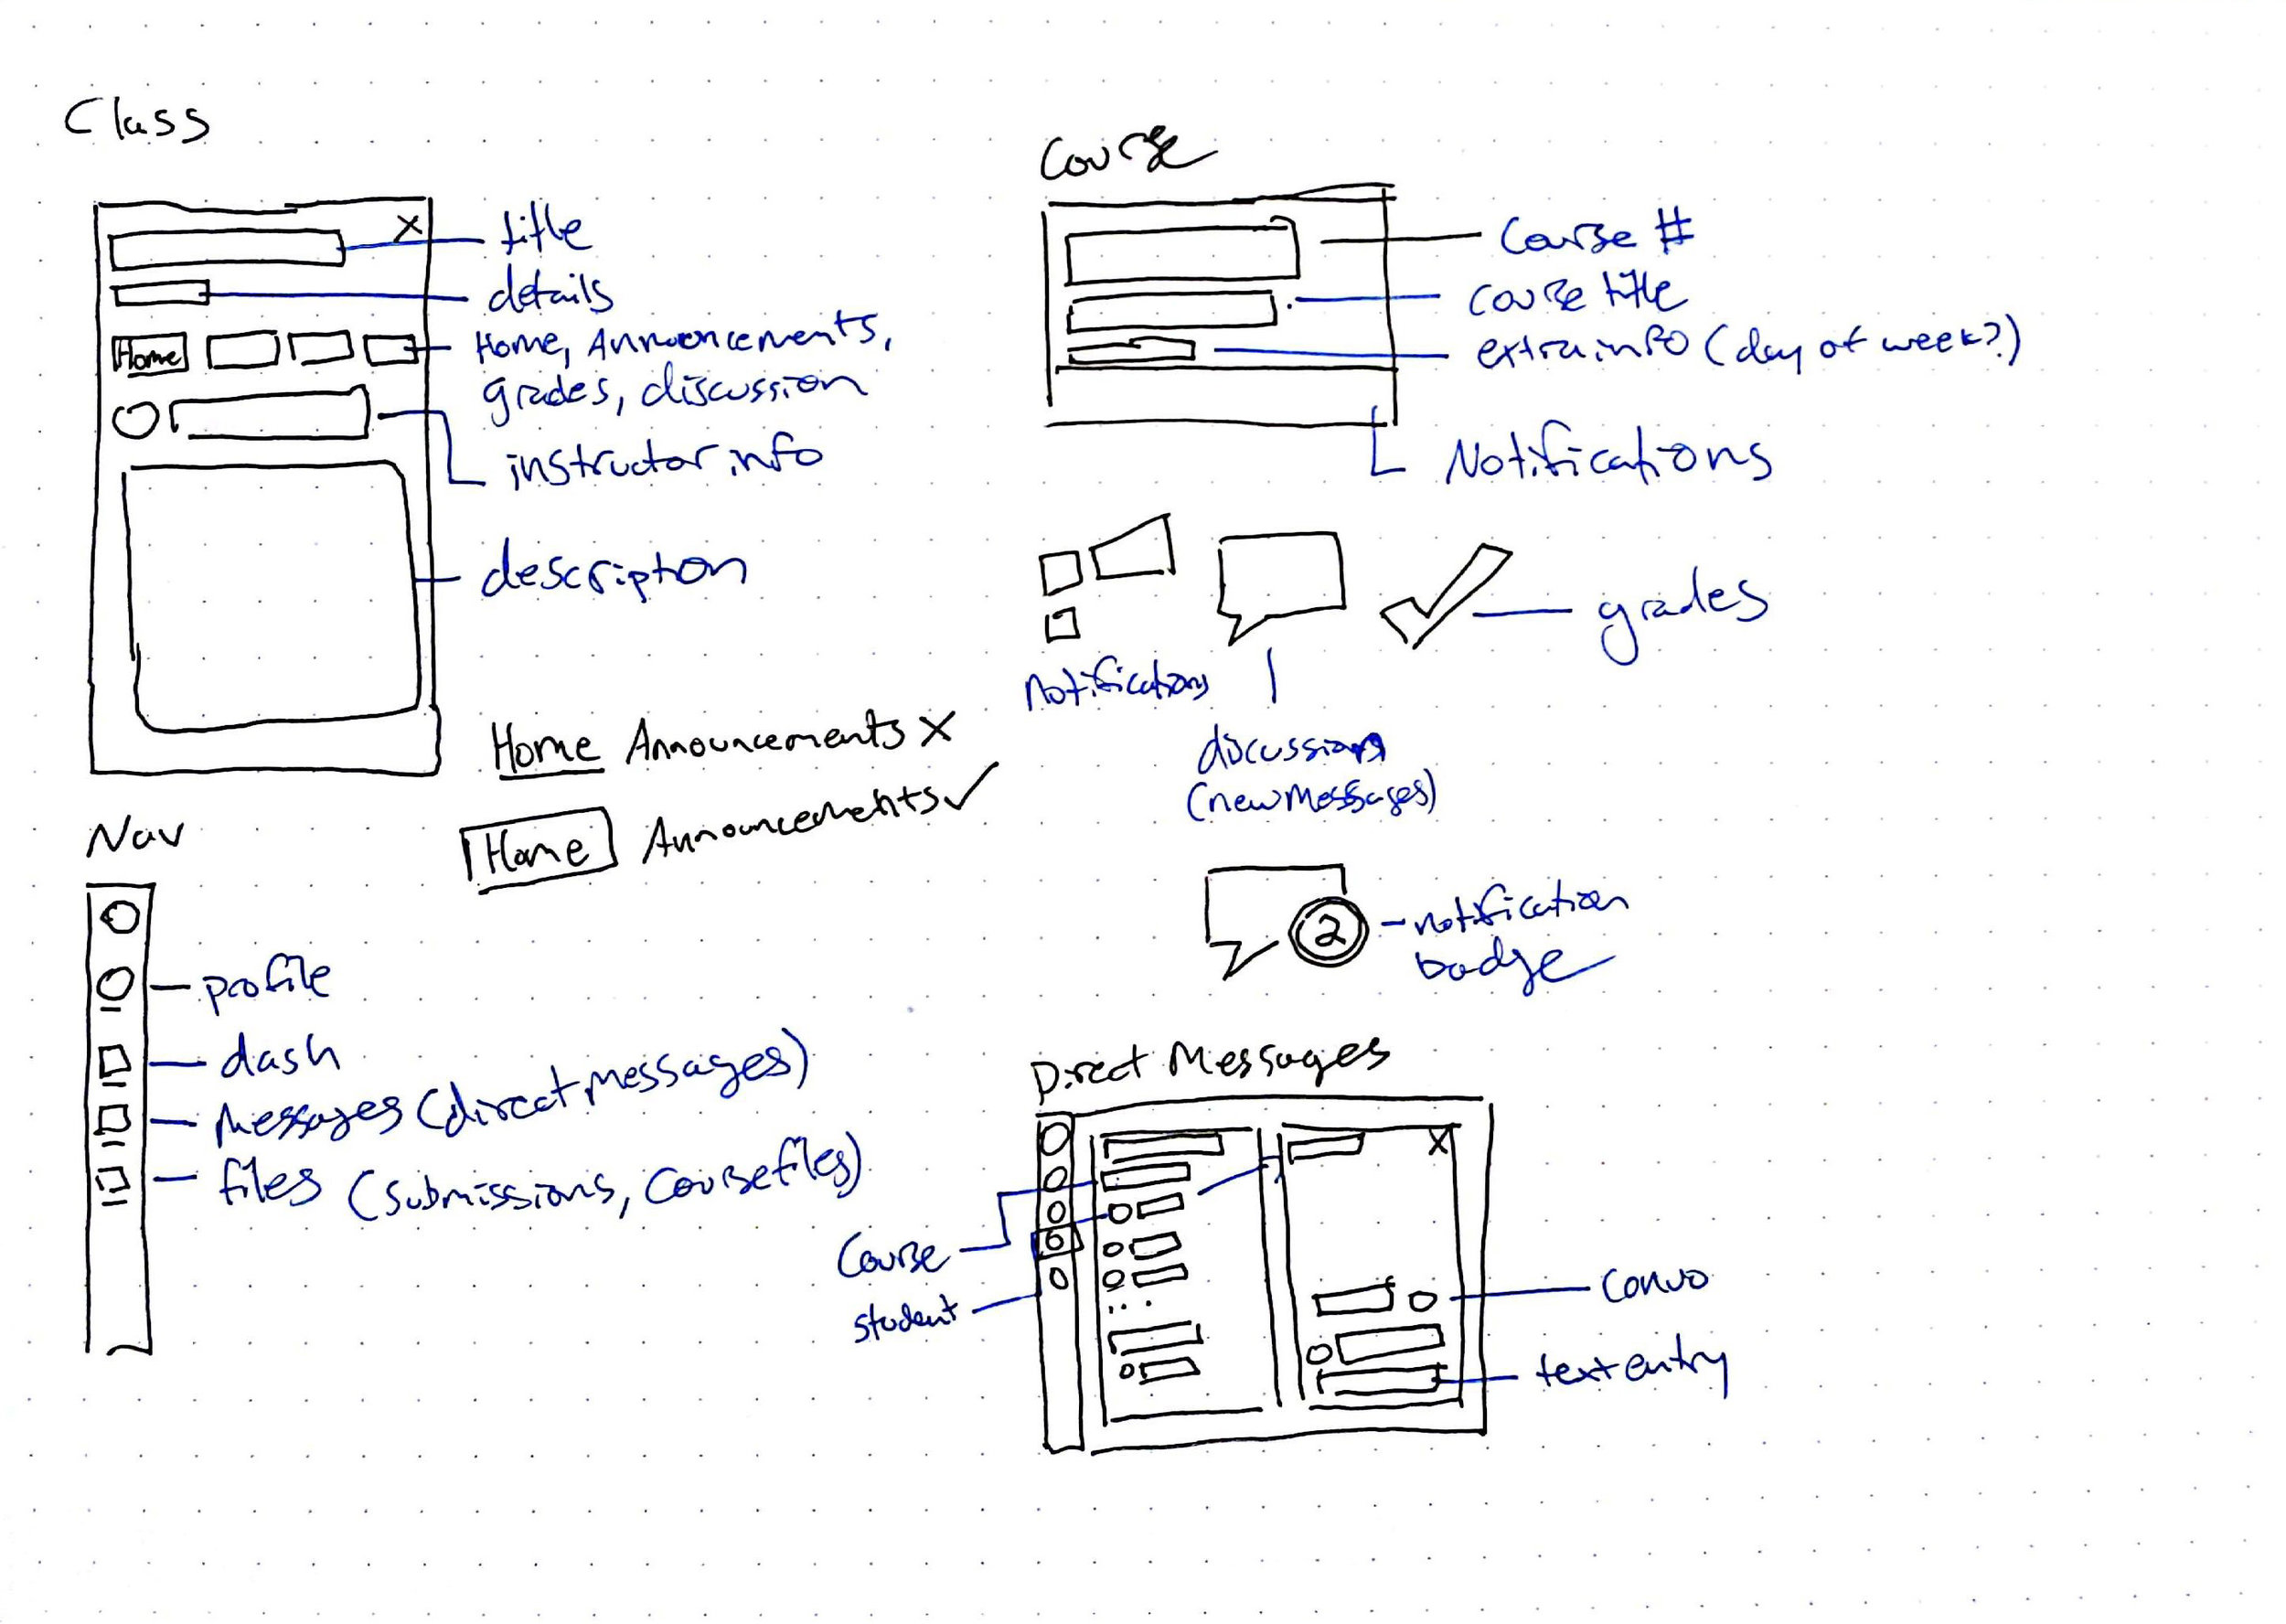 Class
title
details
Home
Home, Announcements,
grades, discussion
instructor info
description
Home Announcements X
Home Announcements ✓
Nav
profile
dash
Messages (direct messages)
files (submissions, course files)
Course
Course #
course title
extra info (day of week?)
Notifications
grades
notifications
discussions
(new messages)
2
notification
badge
Direct Messages
Course
student
convo
text entry